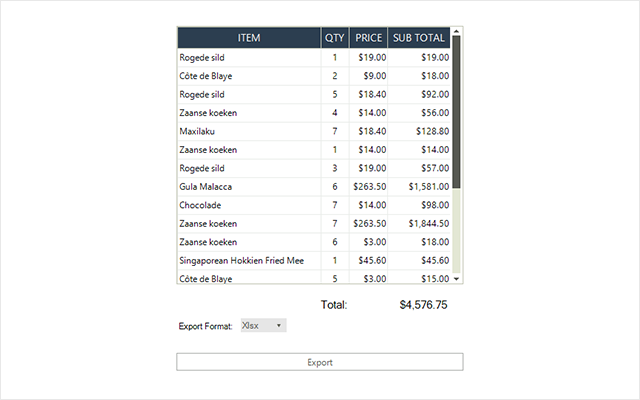 ITEM QTY PRICE SUB TOTAL
Rogede sild 1 $19.00 $19.00
Côte de Blaye 2 $9.00 $18.00
Rogede sild 5 $18.40 $92.00
Zaanse koeken 4 $14.00 $56.00
Maxilaku 7 $18.40 $128.80
Zaanse koeken 1 $14.00 $14.00
Rogede sild 3 $19.00 $57.00
Gula Malacca 6 $263.50 $1,581.00
Chocolade 7 $14.00 $98.00
Zaanse koeken 7 $263.50 $1,844.50
Zaanse koeken 6 $3.00 $18.00
Singaporean Hokkien Fried Mee 1 $45.60 $45.60
Côte de Blaye 5 $3.00 $15.00
Total: $4,576.75
Export Format: Xlsx
Export